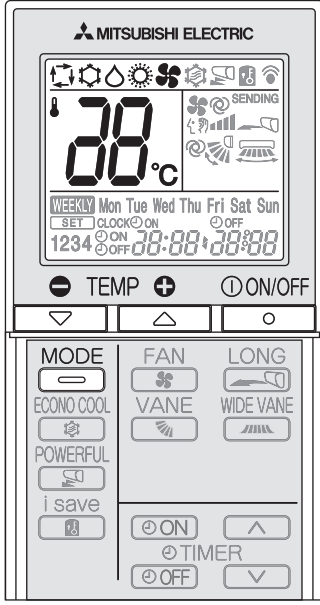 MITSUBISHI ELECTRIC
SENDING
88 °C
WEEKLY Mon Tue Wed Thu Fri Sat Sun
SET CLOCK ON OFF
1234 ON OFF 88:88 88:88
TEMP ON/OFF
MODE FAN LONG
ECONO COOL VANE WIDE VANE
POWERFUL
i save
ON
TIMER
OFF